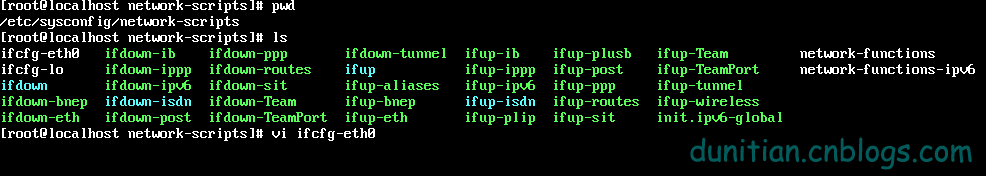 [root@localhost network-scripts]# pwd
/etc/sysconfig/network-scripts
[root@localhost network-scripts]# ls
ifcfg-eth0 ifdown-ib ifdown-ppp ifdown-tunnel ifup-ib ifup-plusb ifup-Team network-functions
ifcfg-lo ifdown-ippp ifdown-routes ifup ifup-ippp ifup-post ifup-TeamPort network-functions-ipv6
ifdown ifdown-ipv6 ifdown-sit ifup-aliases ifup-ipv6 ifup-ppp ifup-tunnel
ifdown-bnep ifdown-isdn ifdown-Team ifup-bnep ifup-isdn ifup-routes ifup-wireless
ifdown-eth ifdown-post ifdown-TeamPort ifup-eth ifup-plip ifup-sit init.ipv6-global
[root@localhost network-scripts]# vi ifcfg-eth0
dunitian.cnblogs.com